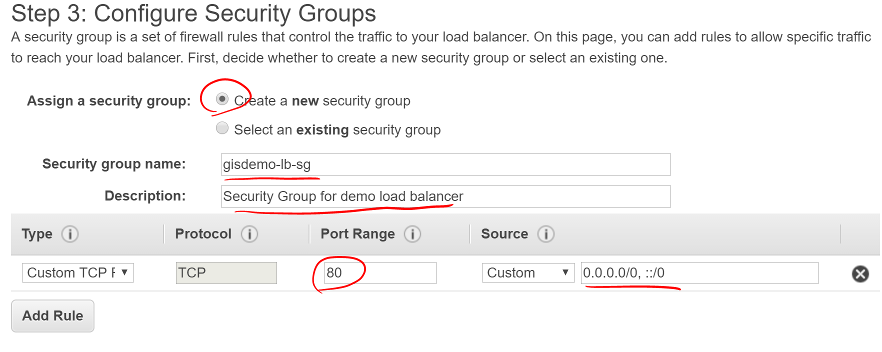 Step 3: Configure Security Groups
A security group is a set of firewall rules that control the traffic to your load balancer. On this page, you can add rules to allow specific traffic
to reach your load balancer. First, decide whether to create a new security group or select an existing one.
Assign a security group: Create a new security group
Select an existing security group
Security group name: gisdemo-lb-sg
Description: Security Group for demo load balancer
Type i Protocol i Port Range i Source i
Custom TCP F TCP 80 Custom 0.0.0.0/0, ::/0
Add Rule